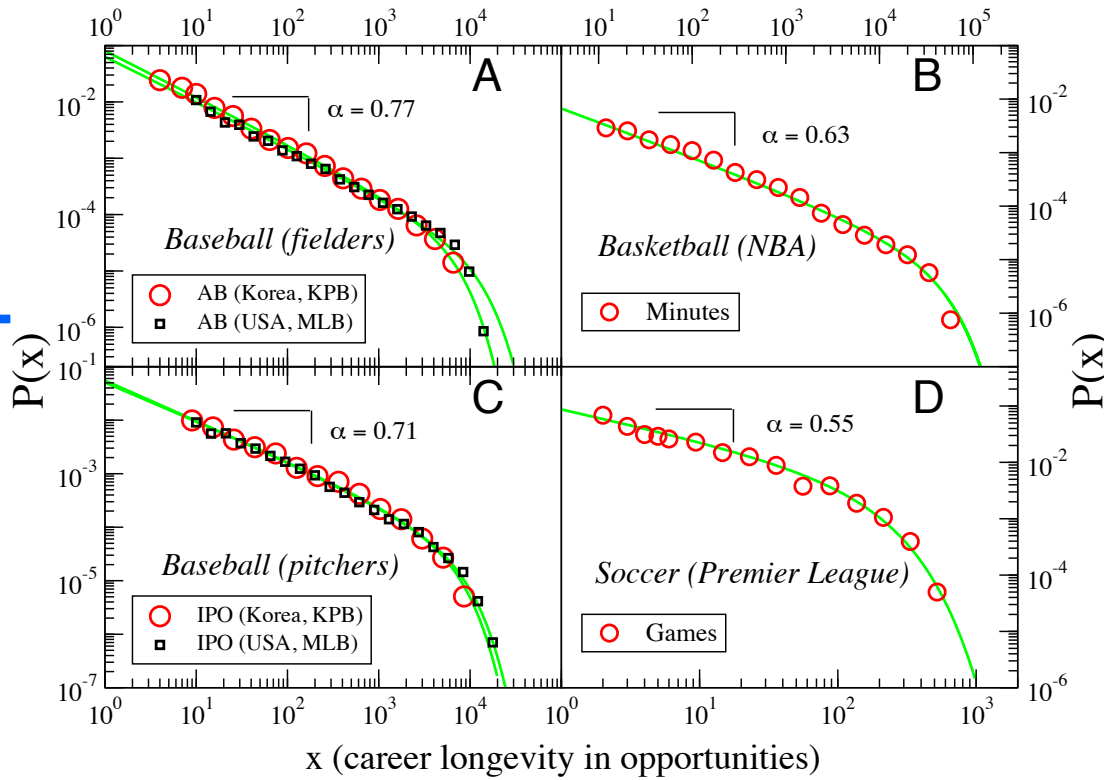 10^0 10^1 10^2 10^3 10^4 10^1 10^2 10^3 10^4 10^5
A
B
α = 0.77
α = 0.63
10^-2
10^-4
10^-6
10^-2
10^-4
10^-6
Baseball (fielders)
Basketball (NBA)
AB (Korea, KPB)
AB (USA, MLB)
Minutes
P(x)
P(x)
10^-1
C
D
α = 0.71
α = 0.55
10^-3
10^-5
10^-7
10^-2
10^-4
10^-6
Baseball (pitchers)
Soccer (Premier League)
IPO (Korea, KPB)
IPO (USA, MLB)
Games
10^0 10^1 10^2 10^3 10^4 10^0 10^1 10^2 10^3
x (career longevity in opportunities)